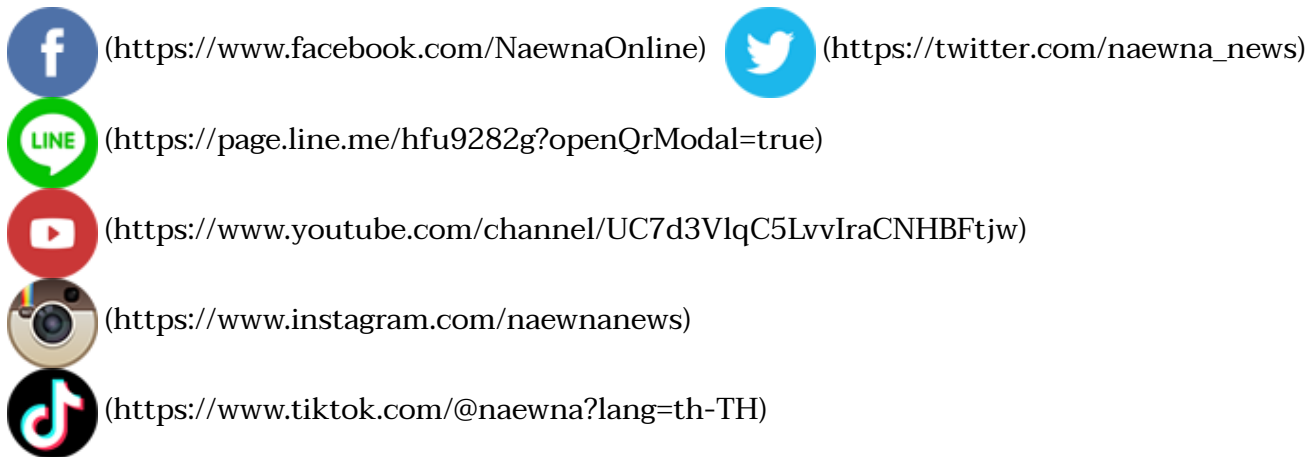 f (https://www.facebook.com/NaewnaOnline) (https://twitter.com/naewna_news)
LINE (https://page.line.me/hfu9282g?openQrModal=true)
(https://www.youtube.com/channel/UC7d3VlqC5LvvIraCNHBFtjw)
(https://www.instagram.com/naewnanews)
(https://www.tiktok.com/@naewna?lang=th-TH)